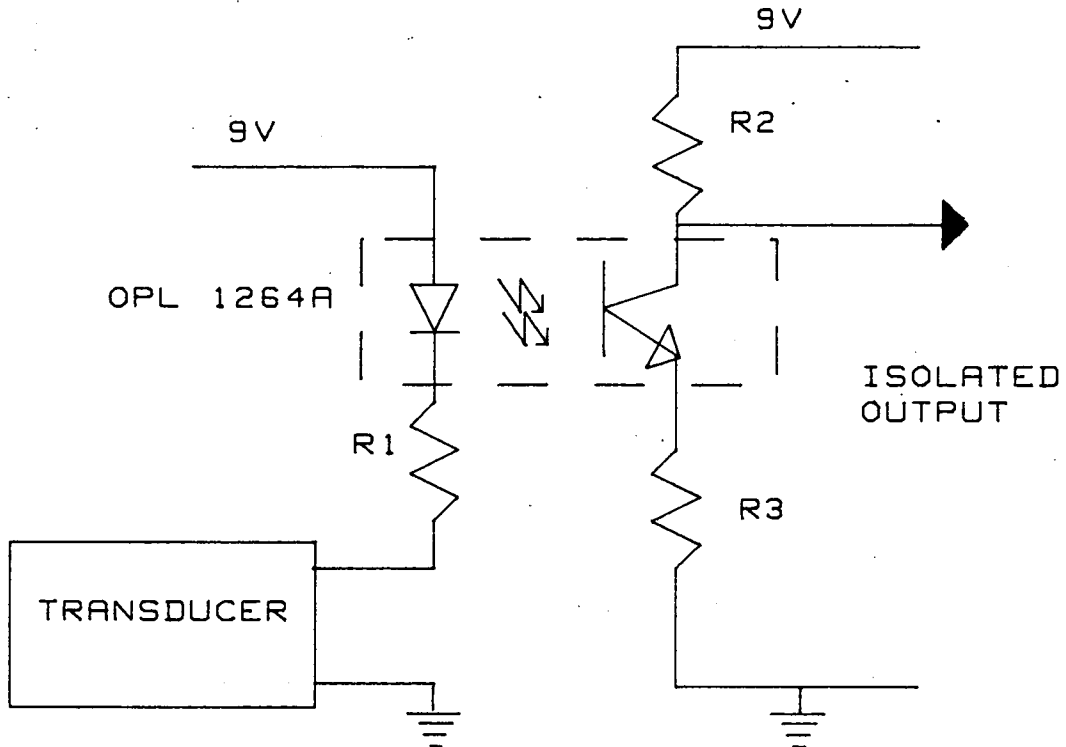 9V
R2
9V
OPL 1264A
ISOLATED
OUTPUT
R1
R3
TRANSDUCER